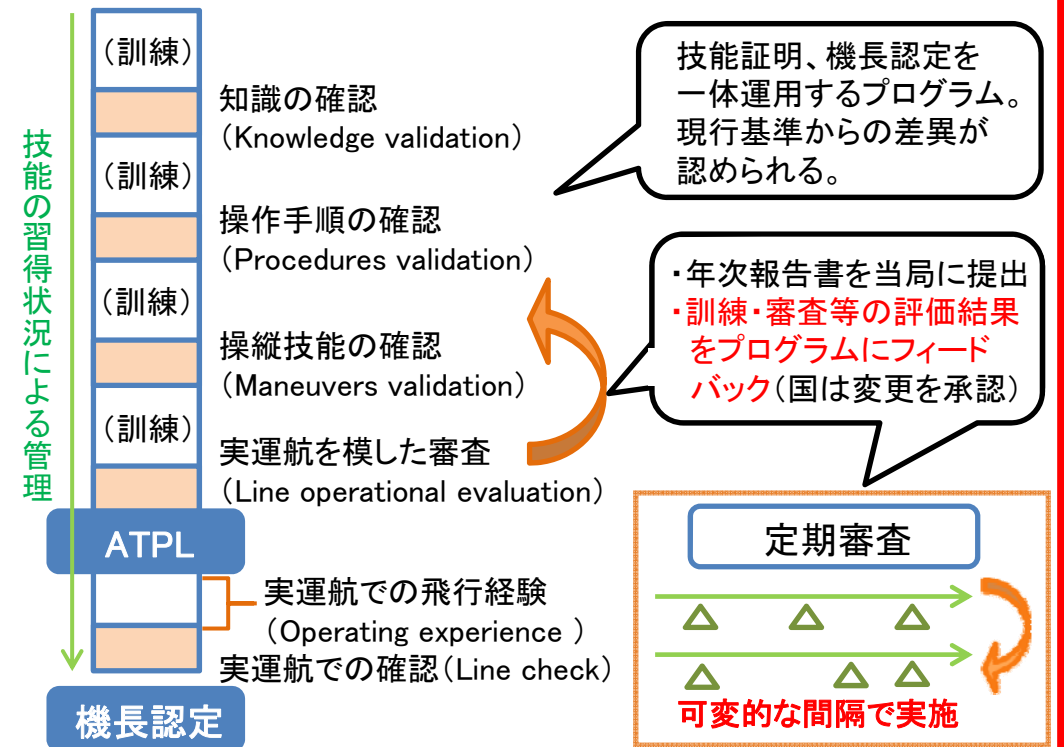 技能の習得状況による管理
(訓練)
知識の確認
(Knowledge validation)
(訓練)
操作手順の確認
(Procedures validation)
(訓練)
操縦技能の確認
(Maneuvers validation)
(訓練)
実運航を模した審査
(Line operational evaluation)
ATPL
実運航での飛行経験
(Operating experience )
実運航での確認(Line check)
機長認定
技能証明、機長認定を
一体運用するプログラム。
現行基準からの差異が
認められる。
・年次報告書を当局に提出
・訓練・審査等の評価結果
をプログラムにフィード
バック(国は変更を承認)
定期審査
可変的な間隔で実施